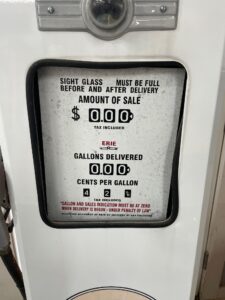 SIGHT GLASS MUST BE FULL
BEFORE AND AFTER DELIVERY
AMOUNT OF SALE
$ 0.00
TAX INCLUDED
ERIE
GALLONS DELIVERED
0.00
CENTS PER GALLON
4 2
TAX INCLUDED
"GALLON AND SALES INDICATION MUST BE AT ZERO
WHEN DELIVERY IS BEGUN - UNDER PENALTY OF LAW"